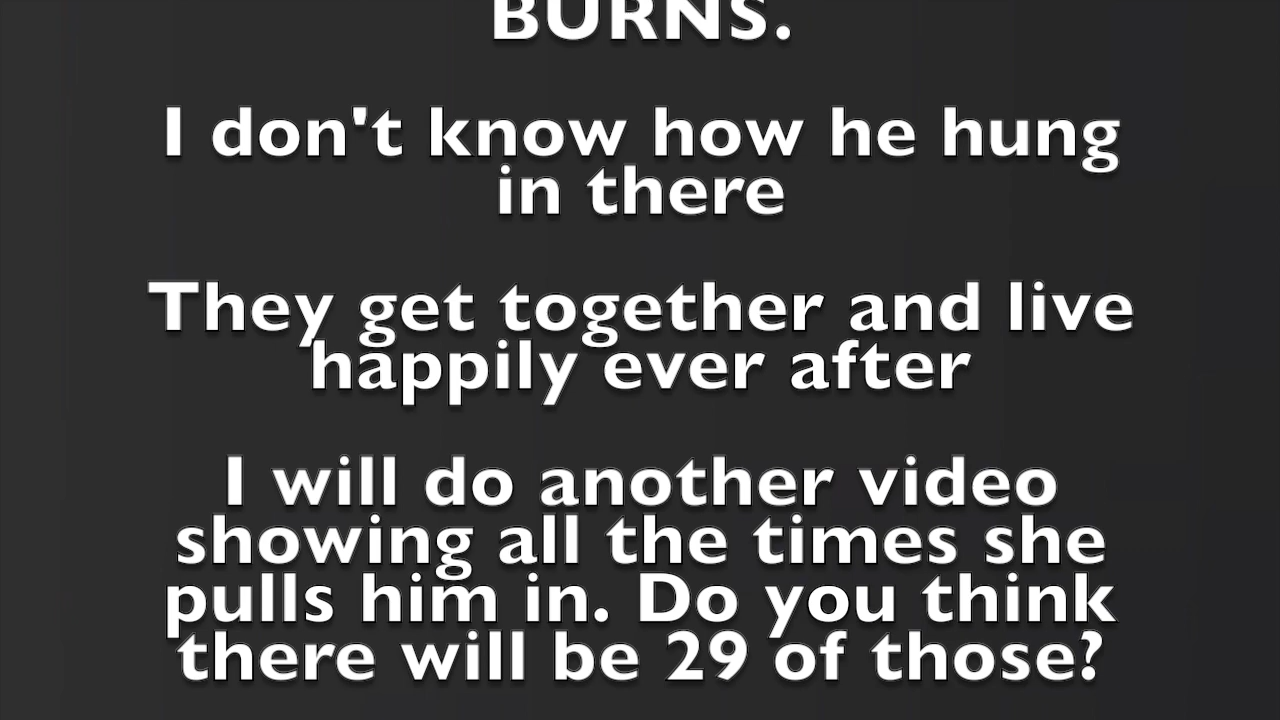 BURNS.
I don't know how he hung
in there
They get together and live
happily ever after
I will do another video
showing all the times she
pulls him in. Do you think
there will be 29 of those?